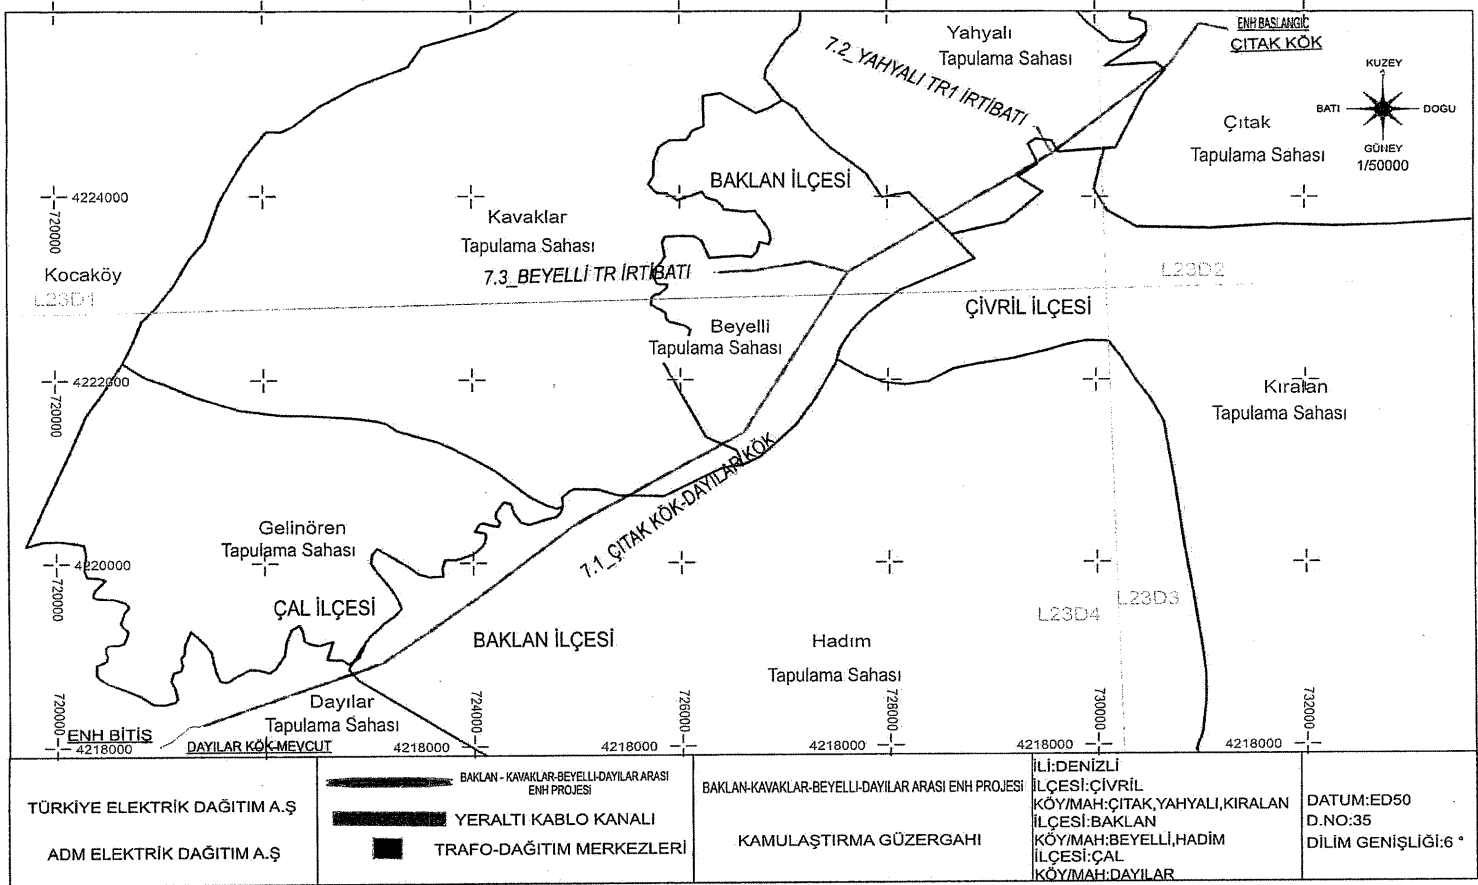 ENH BAŞLANGIÇ
ÇITAK KÖK
Yahyalı
Tapulama Sahası
7.2_YAHYALI TR1 İRTİBATI
KUZEY
BATI
DOGU
GÜNEY
1/50000
Çıtak
Tapulama Sahası
BAKLAN İLÇESİ
4224000
720000
Kavaklar
Tapulama Sahası
7.3_BEYELLİ TR İRTİBATI
Kocaköy
L23D1
L23D2
ÇİVRİL İLÇESİ
Beyelli
Tapulama Sahası
4222000
720000
Kıralan
Tapulama Sahası
7.1_ÇITAK KÖK-DAYILAR KÖK
Gelinören
Tapulama Sahası
4220000
720000
ÇAL İLÇESİ
BAKLAN İLÇESİ
L23D4
L23D3
Hadım
Tapulama Sahası
Dayılar
Tapulama Sahası
720000
724000
726000
728000
730000
732000
ENH BİTİŞ
DAYILAR KÖK-MEVCUT
4218000
4218000
4218000
4218000
4218000
4218000
TÜRKİYE ELEKTRİK DAĞITIM A.Ş
ADM ELEKTRİK DAĞITIM A.Ş
BAKLAN - KAVAKLAR-BEYELLI-DAYILAR ARASI
ENH PROJESİ
YERALTI KABLO KANALI
TRAFO-DAĞITIM MERKEZLERİ
BAKLAN-KAVAKLAR-BEYELLI-DAYILAR ARASI ENH PROJESİ
KAMULAŞTIRMA GÜZERGAHI
İLİ:DENİZLİ
İLÇESİ:ÇİVRİL
KÖY/MAH:ÇITAK,YAHYALI,KIRALAN
İLÇESİ:BAKLAN
KÖY/MAH:BEYELLİ,HADİM
İLÇESİ:ÇAL
KÖY/MAH:DAYILAR
DATUM:ED50
D.NO:35
DİLİM GENİŞLİĞİ:6 °